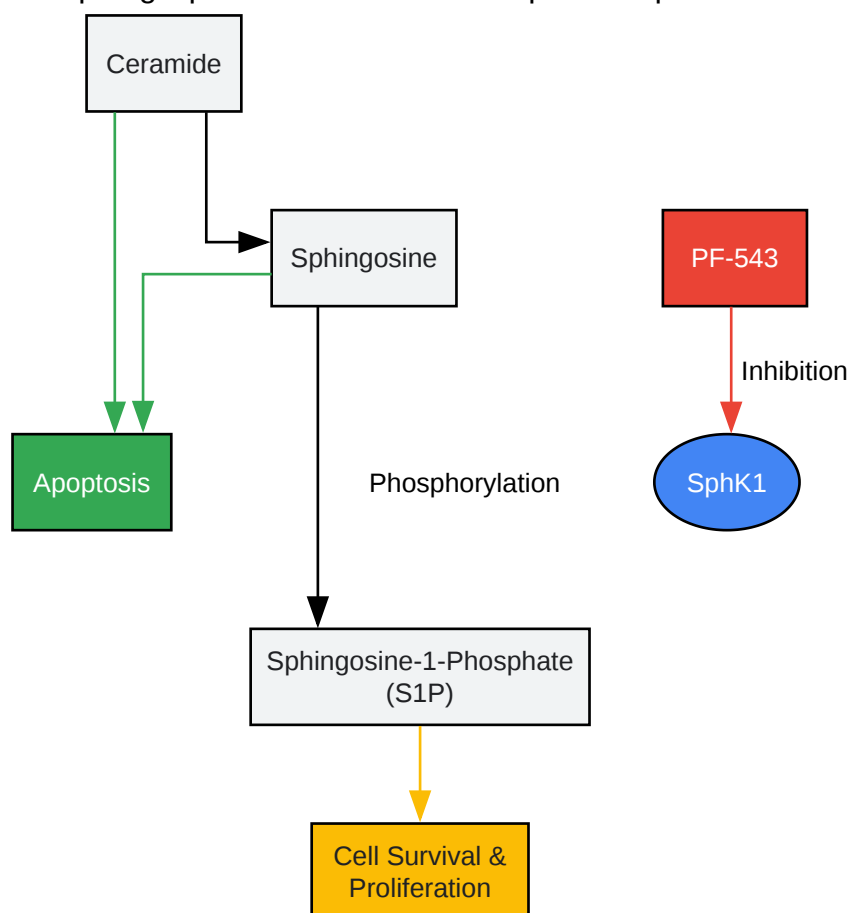 Ceramide
Sphingosine
PF-543
Inhibition
Apoptosis
Phosphorylation
SphK1
Sphingosine-1-Phosphate
(S1P)
Cell Survival &
Proliferation